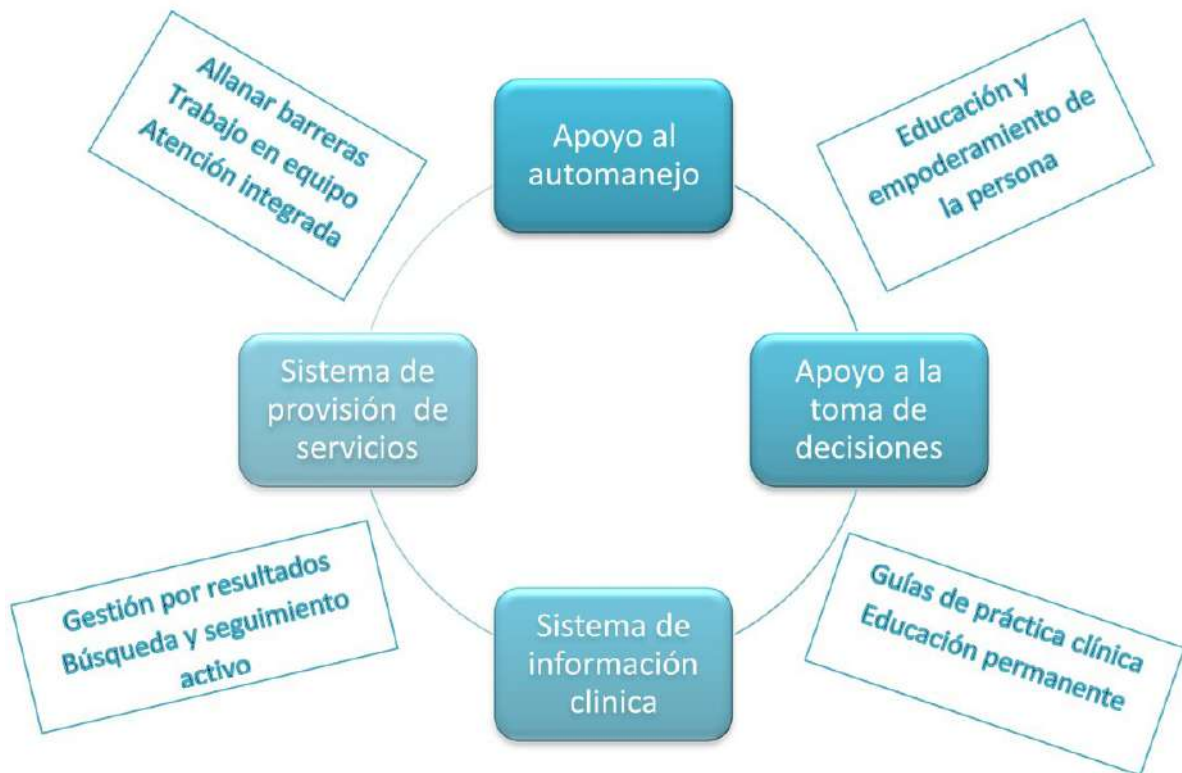 Allanar barreras
Trabajo en equipo
Atención integrada
Apoyo al
automanejo
Educación y
empoderamiento de
la persona
Sistema de
provisión de
servicios
Apoyo a la
toma de
decisiones
Gestión por resultados
Búsqueda y seguimiento
activo
Sistema de
información
clinica
Guías de práctica clínica
Educación permanente